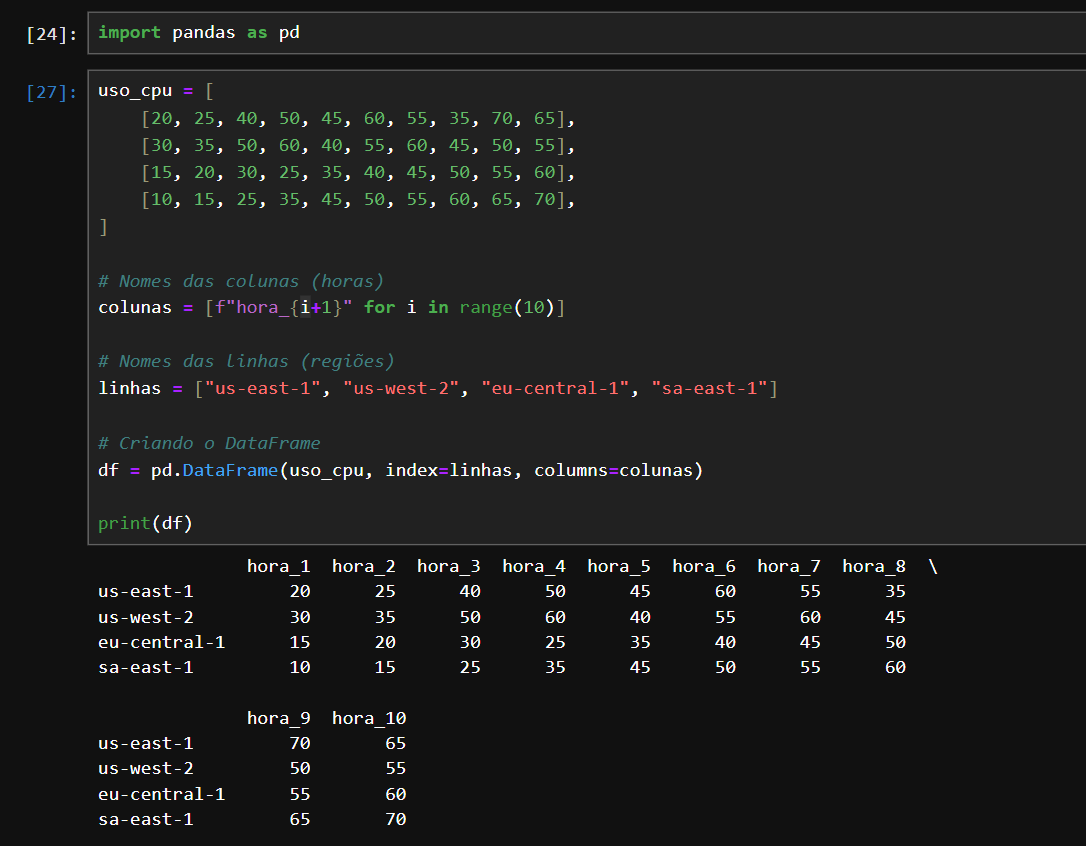 [24]: import pandas as pd
[27]: uso_cpu = [
    [20, 25, 40, 50, 45, 60, 55, 35, 70, 65],
    [30, 35, 50, 60, 40, 55, 60, 45, 50, 55],
    [15, 20, 30, 25, 35, 40, 45, 50, 55, 60],
    [10, 15, 25, 35, 45, 50, 55, 60, 65, 70],
]
# Nomes das colunas (horas)
colunas = [f"hora_{i+1}" for i in range(10)]
# Nomes das linhas (regiões)
linhas = ["us-east-1", "us-west-2", "eu-central-1", "sa-east-1"]
# Criando o DataFrame
df = pd.DataFrame(uso_cpu, index=linhas, columns=colunas)
print(df)
              hora_1  hora_2  hora_3  hora_4  hora_5  hora_6  hora_7  hora_8  \
us-east-1         20      25      40      50      45      60      55      35
us-west-2         30      35      50      60      40      55      60      45
eu-central-1      15      20      30      25      35      40      45      50
sa-east-1         10      15      25      35      45      50      55      60
              hora_9  hora_10
us-east-1         70       65
us-west-2         50       55
eu-central-1      55       60
sa-east-1         65       70